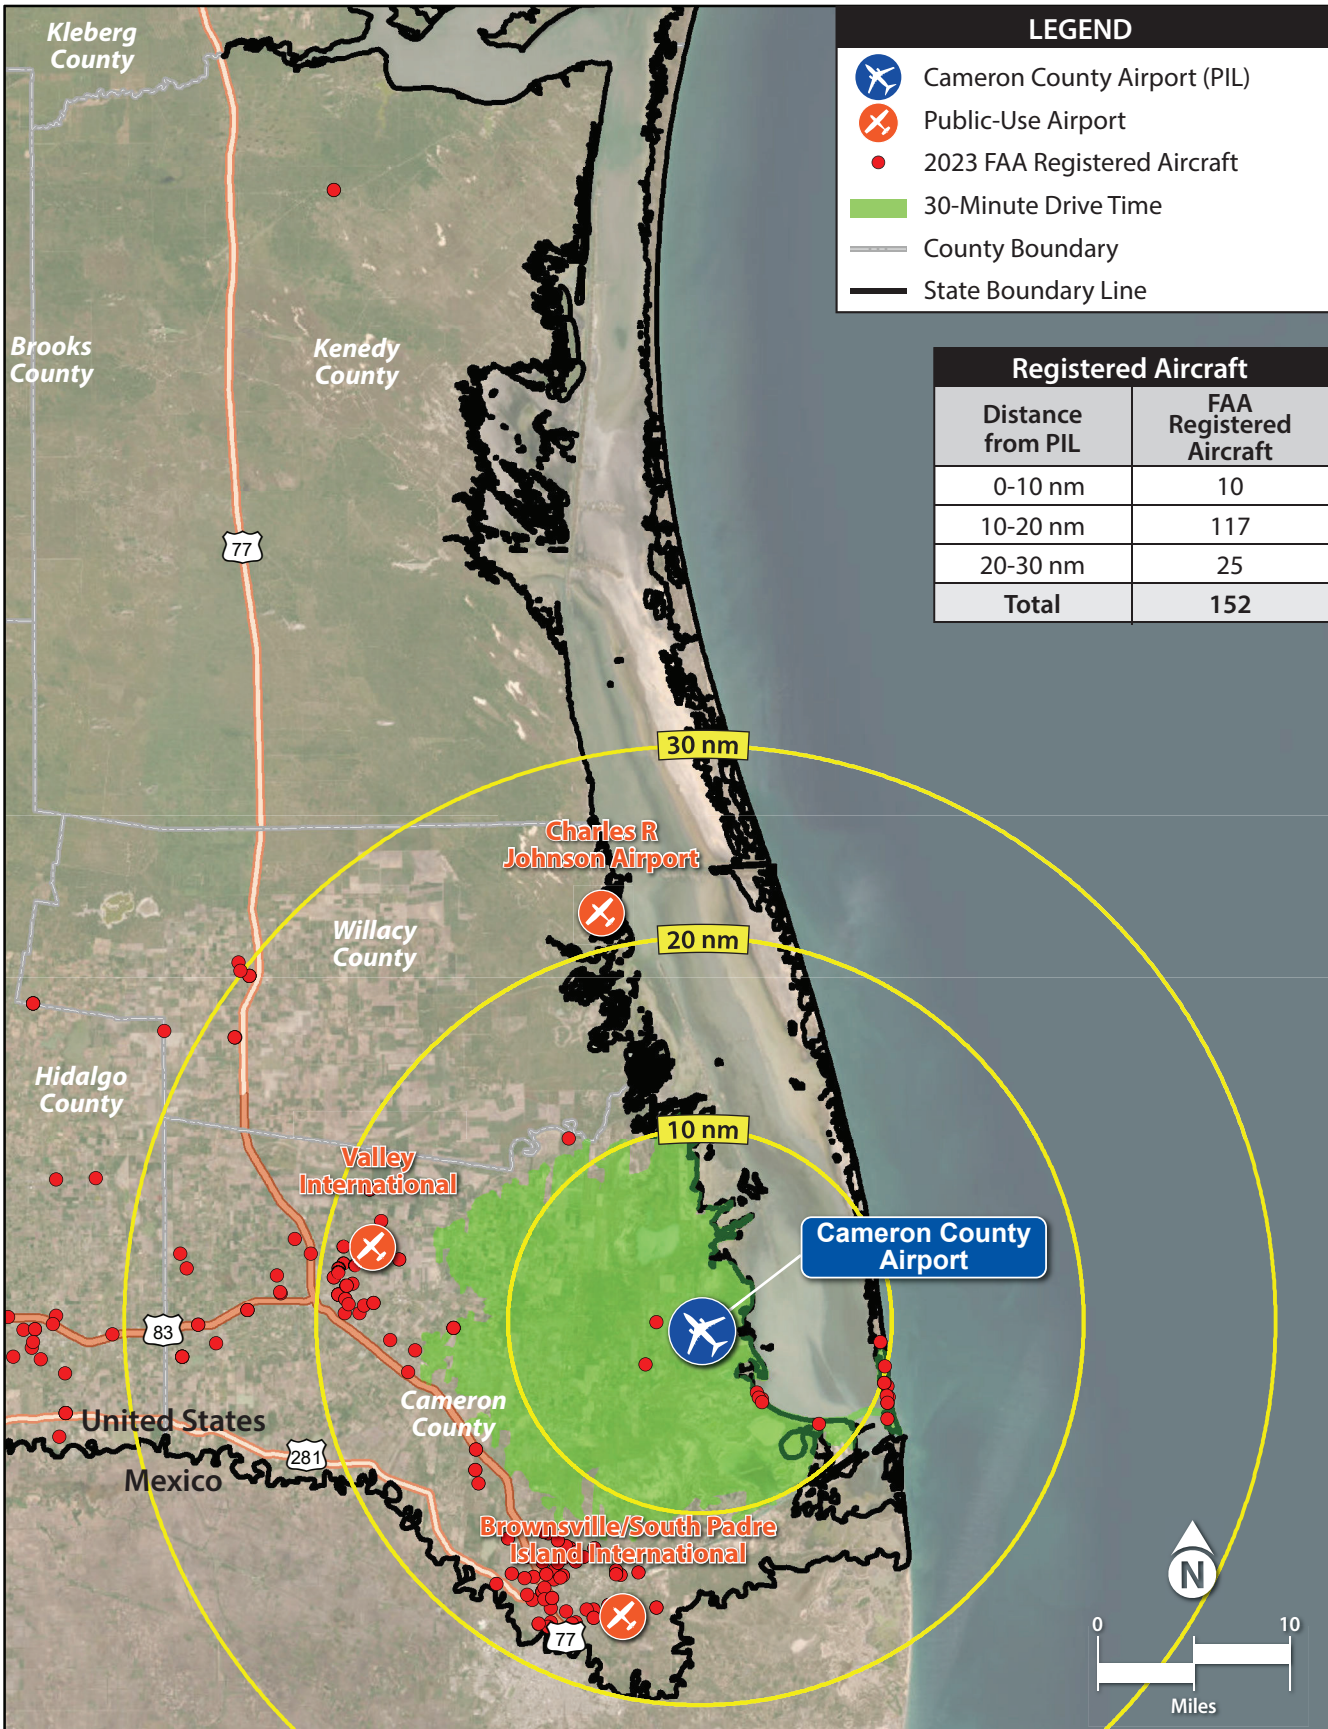 Kleberg
County
LEGEND
Cameron County Airport (PIL)
Public-Use Airport
2023 FAA Registered Aircraft
30-Minute Drive Time
County Boundary
State Boundary Line
Brooks
County
Kenedy
County
Registered Aircraft
Distance
from PIL
FAA
Registered
Aircraft
0-10 nm 10
10-20 nm 117
20-30 nm 25
Total 152
77
30 nm
Charles R
Johnson Airport
Willacy
County
20 nm
Hidalgo
County
10 nm
Valley
International
Cameron County
Airport
83
Cameron
County
United States
281
Mexico
Brownsville/South Padre
Island International
77
N
0 10
Miles